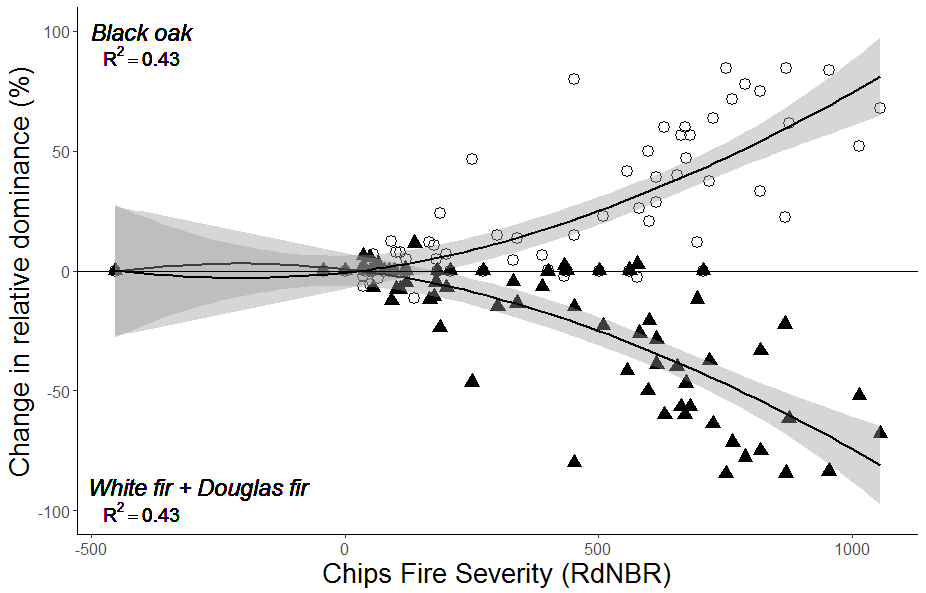 100
Black oak
R² = 0.43
50
0
-50
Change in relative dominance (%)
White fir + Douglas fir
R² = 0.43
-100
-500
0
500
1000
Chips Fire Severity (RdNBR)